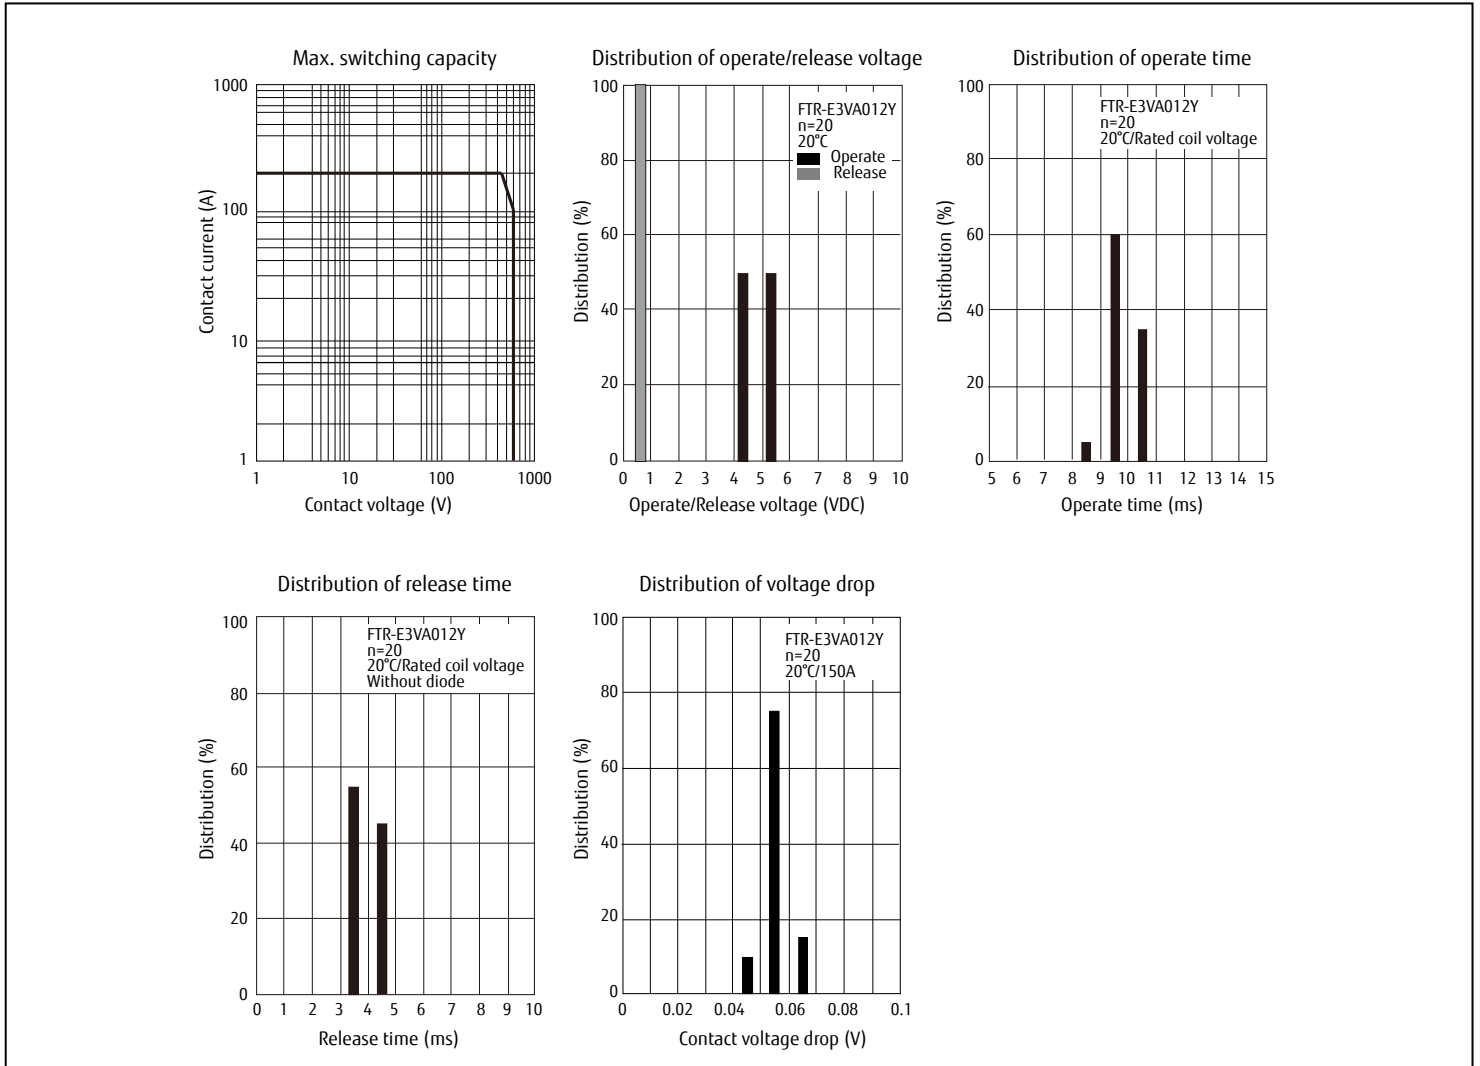 Max. switching capacity
1000
100
10
1
Contact current (A)
1 10 100 1000
Contact voltage (V)
Distribution of operate/release voltage
100
80
60
40
20
0
Distribution (%)
FTR-E3VA012Y
n=20
20°C
Operate
Release
0 1 2 3 4 5 6 7 8 9 10
Operate/Release voltage (VDC)
Distribution of operate time
100
80
60
40
20
0
Distribution (%)
FTR-E3VA012Y
n=20
20°C/Rated coil voltage
5 6 7 8 9 10 11 12 13 14 15
Operate time (ms)
Distribution of release time
100
80
60
40
20
0
Distribution (%)
FTR-E3VA012Y
n=20
20°C/Rated coil voltage
Without diode
0 1 2 3 4 5 6 7 8 9 10
Release time (ms)
Distribution of voltage drop
100
80
60
40
20
0
Distribution (%)
FTR-E3VA012Y
n=20
20°C/150A
0 0.02 0.04 0.06 0.08 0.1
Contact voltage drop (V)